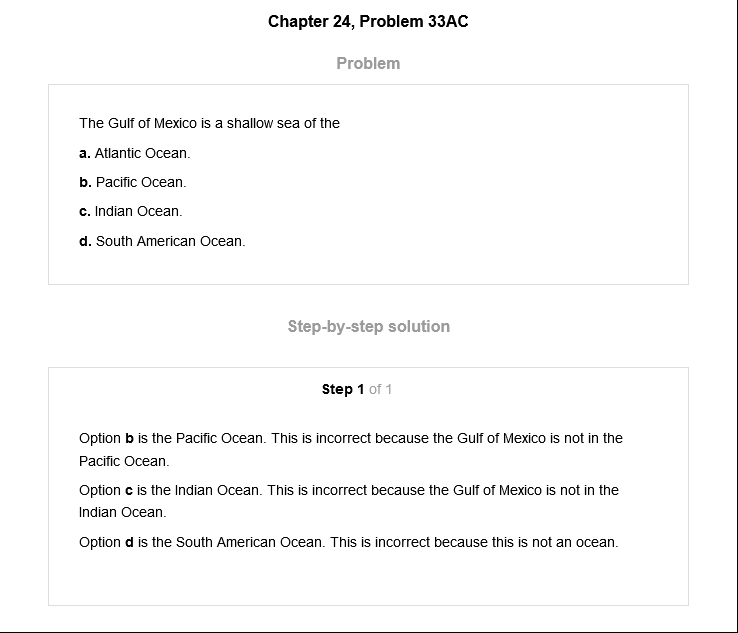 Chapter 24, Problem 33AC
Problem
The Gulf of Mexico is a shallow sea of the
a. Atlantic Ocean.
b. Pacific Ocean.
c. Indian Ocean.
d. South American Ocean.
Step-by-step solution
Step 1 of 1
Option b is the Pacific Ocean. This is incorrect because the Gulf of Mexico is not in the
Pacific Ocean.
Option c is the Indian Ocean. This is incorrect because the Gulf of Mexico is not in the
Indian Ocean.
Option d is the South American Ocean. This is incorrect because this is not an ocean.